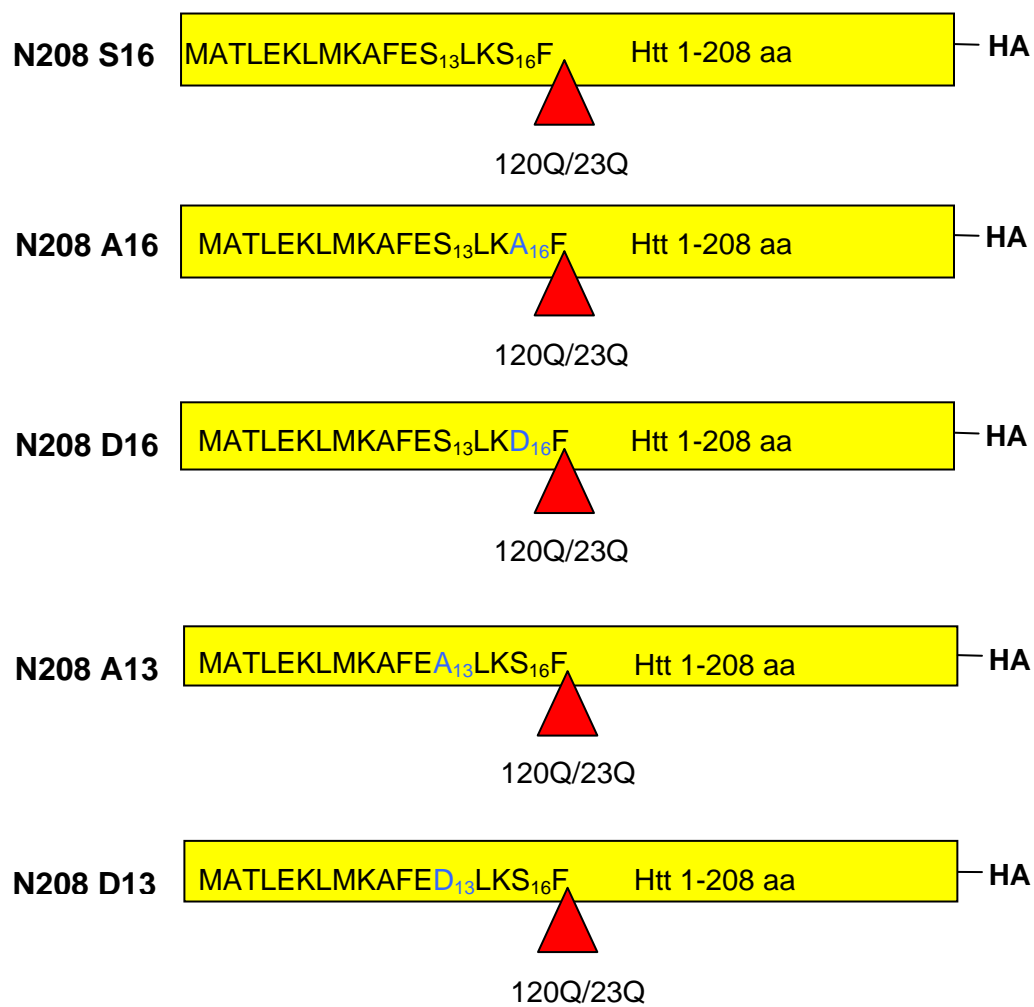 N208 S16 MATLEKLMKAFES₁₃LKS₁₆F Htt 1-208 aa HA
120Q/23Q
N208 A16 MATLEKLMKAFES₁₃LKA₁₆F Htt 1-208 aa HA
120Q/23Q
N208 D16 MATLEKLMKAFES₁₃LKD₁₆F Htt 1-208 aa HA
120Q/23Q
N208 A13 MATLEKLMKAFEA₁₃LKS₁₆F Htt 1-208 aa HA
120Q/23Q
N208 D13 MATLEKLMKAFED₁₃LKS₁₆F Htt 1-208 aa HA
120Q/23Q